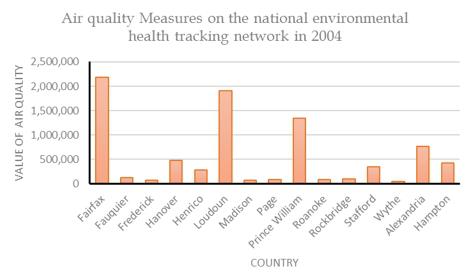 Air quality Measures on the national environmental
health tracking network in 2004
VALUE OF AIR QUALITY
2,500,000
2,000,000
1,500,000
1,000,000
500,000
0
Fairfax
Fauquier
Frederick
Hanover
Henrico
Loudoun
Madison
Page
Prince William
Roanoke
Rockbridge
Stafford
Wythe
Alexandria
Hampton
COUNTRY